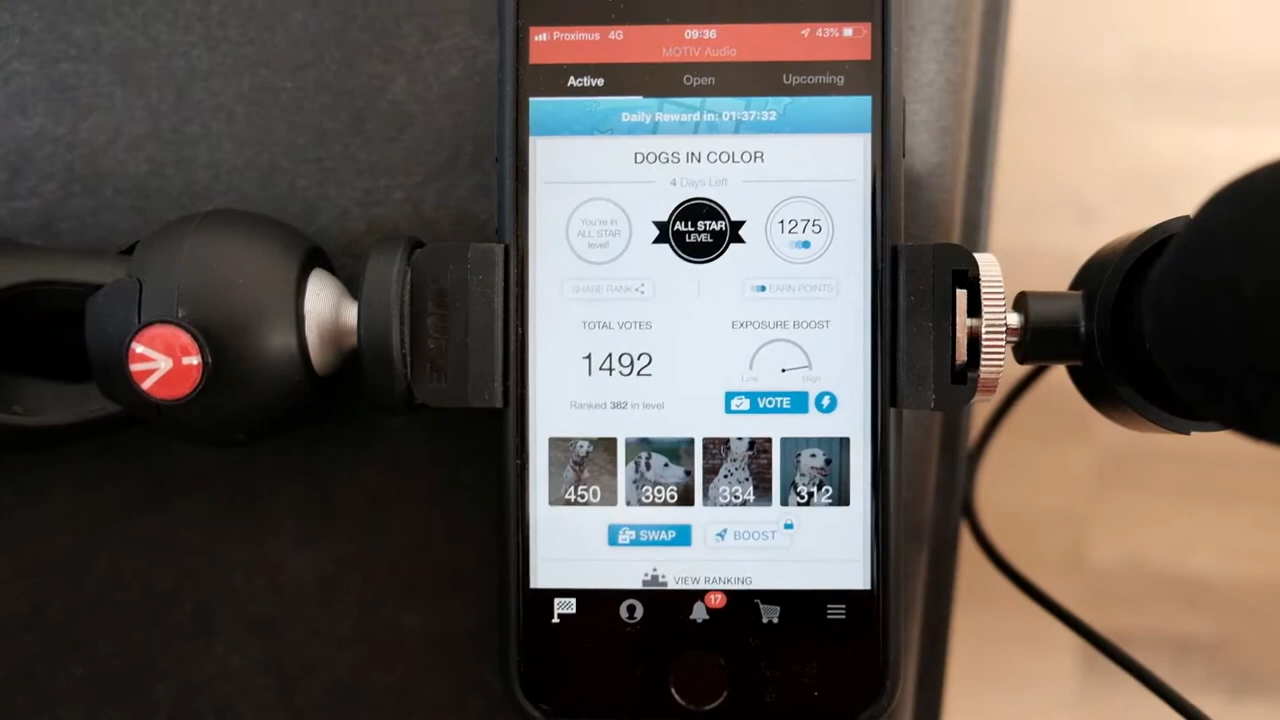 Proximus 4G 09:36 43%
MOTIV Audio
Active Open Upcoming
Daily Reward in: 01:37:32
DOGS IN COLOR
4 Days Left
You're in
ALL STAR
level!
ALL STAR
LEVEL
1275
SHARE RANK
EARN POINTS
TOTAL VOTES
EXPOSURE BOOST
1492
Low High
Ranked 382 in level
VOTE
450 396 334 312
SWAP
BOOST
VIEW RANKING
17